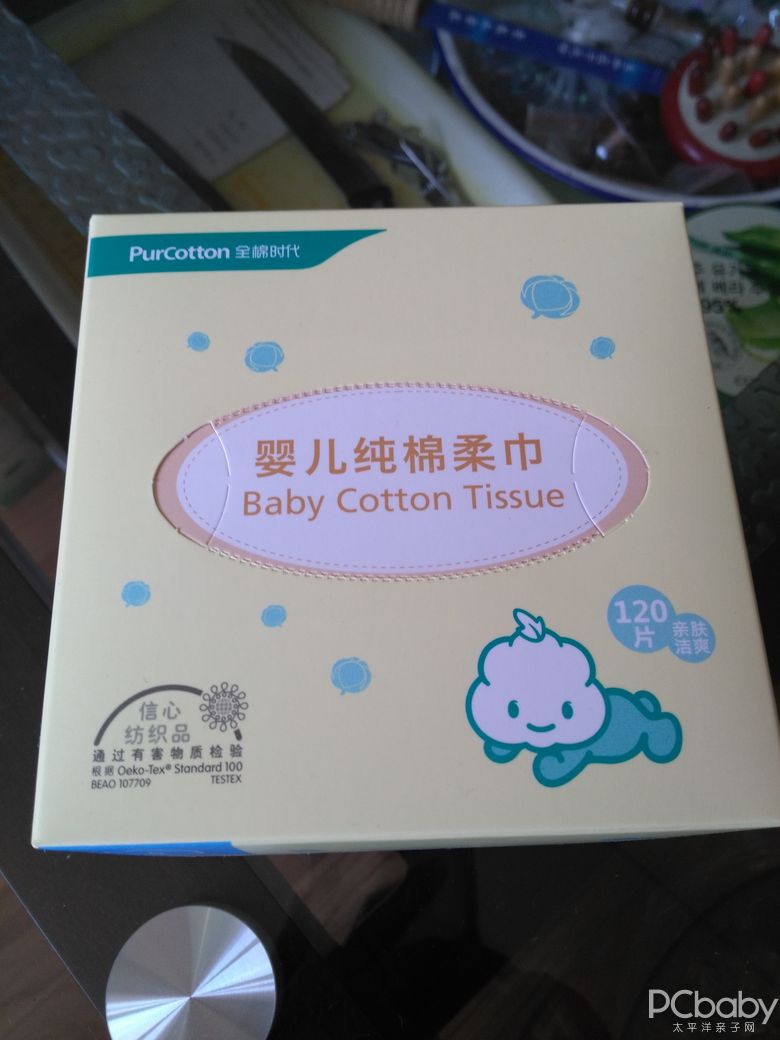 PurCotton 全棉时代
婴儿纯棉柔巾
Baby Cotton Tissue
120
片
亲肤
洁爽
信心
纺织品
通过有害物质检验
根据 Oeko-Tex® Standard 100
BEAO 107709 TESTEX
95%
PCbaby
太平洋亲子网